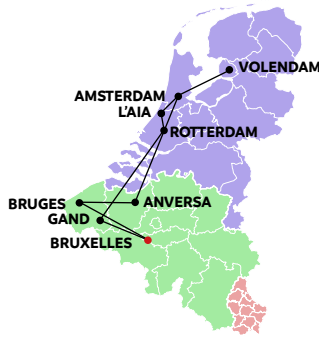 VOLENDAM
AMSTERDAM
L'AIA
ROTTERDAM
BRUGES
ANVERSA
GAND
BRUXELLES